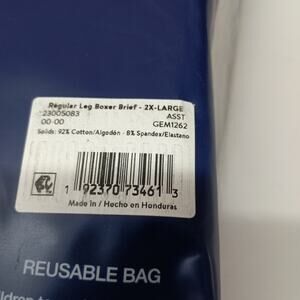 Regular Leg Boxer Brief - 2X-LARGE
23005083 ASST
00-00 GEM1262
Solids: 92% Cotton/Algodón - 8% Spandex/Elastano
1 92370 73461 3
Made in / Hecho en Honduras
REUSABLE BAG